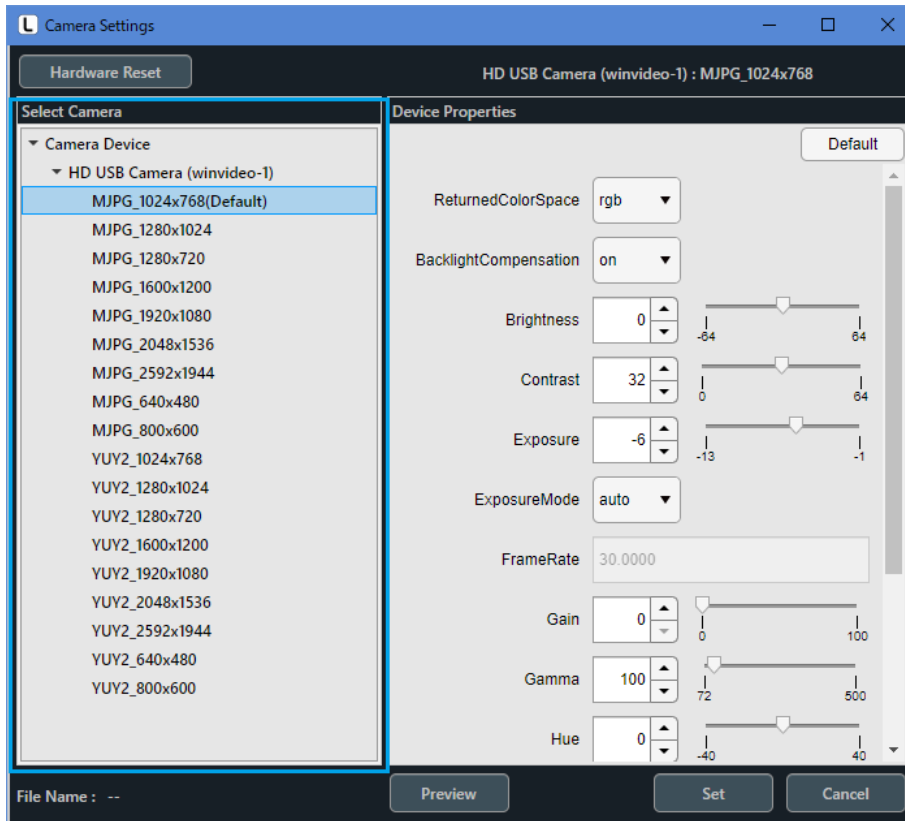 L Camera Settings
Hardware Reset
HD USB Camera (winvideo-1) : MJPG_1024x768
Select Camera
Camera Device
HD USB Camera (winvideo-1)
MJPG_1024x768(Default)
MJPG_1280x1024
MJPG_1280x720
MJPG_1600x1200
MJPG_1920x1080
MJPG_2048x1536
MJPG_2592x1944
MJPG_640x480
MJPG_800x600
YUY2_1024x768
YUY2_1280x1024
YUY2_1280x720
YUY2_1600x1200
YUY2_1920x1080
YUY2_2048x1536
YUY2_2592x1944
YUY2_640x480
YUY2_800x600
Device Properties
Default
ReturnedColorSpace rgb
BacklightCompensation on
Brightness 0 -64 64
Contrast 32 0 64
Exposure -6 -13 -1
ExposureMode auto
FrameRate 30.0000
Gain 0 0 100
Gamma 100 72 500
Hue 0 -40 40
File Name : --
Preview
Set
Cancel